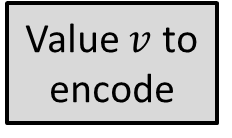 Value 𝑣 to
encode